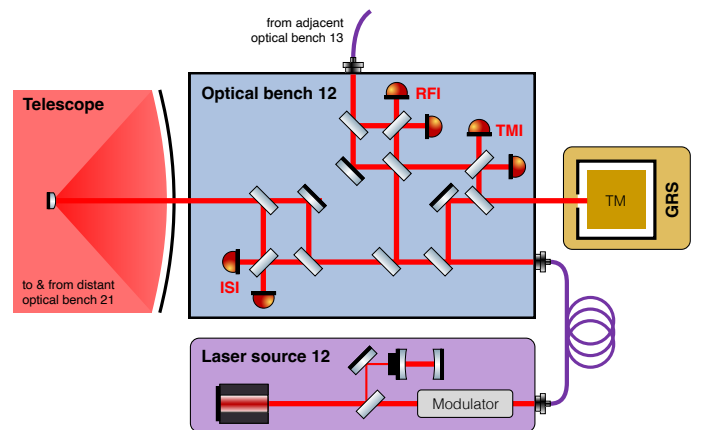 from adjacent
optical bench 13
Telescope
Optical bench 12
RFI
TMI
TM
GRS
ISI
to & from distant
optical bench 21
Laser source 12
Modulator